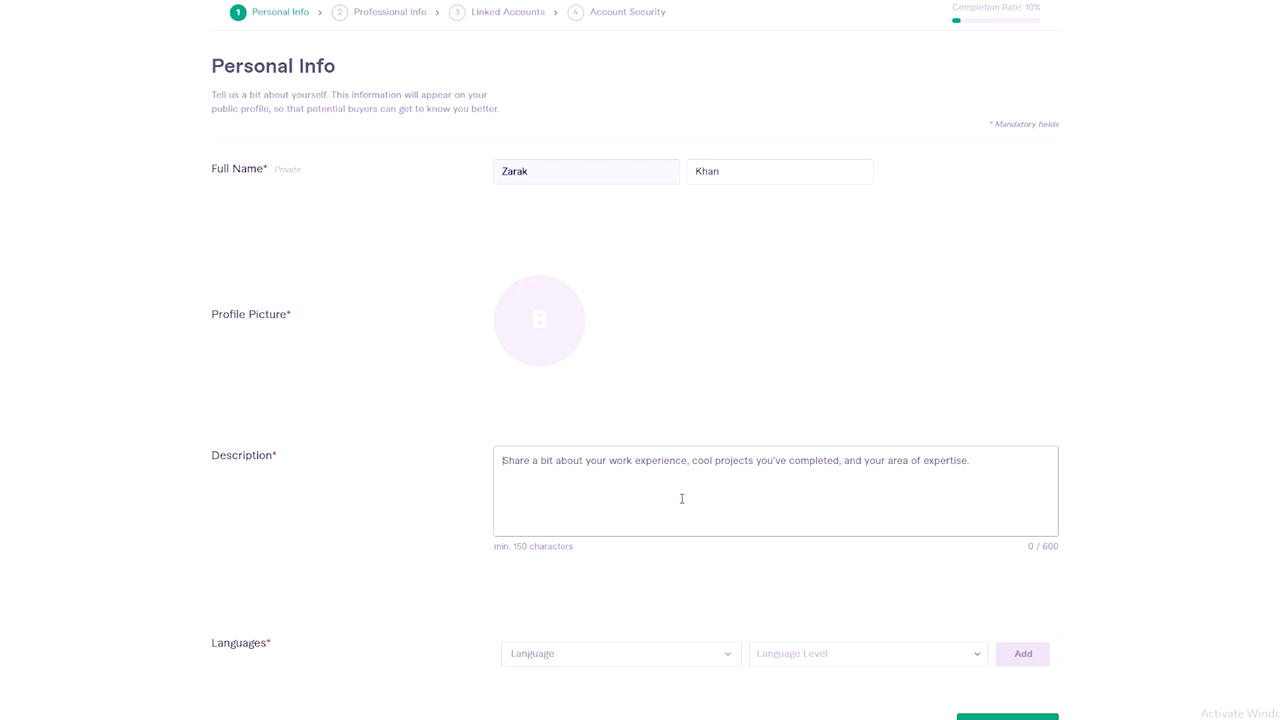 1 Personal Info › 2 Professional Info › 3 Linked Accounts › 4 Account Security
Completion Rate: 10%
Personal Info
Tell us a bit about yourself. This information will appear on your
public profile, so that potential buyers can get to know you better.
* Mandatory fields
Full Name* Private
Zarak
Khan
Profile Picture*
B
Description*
Share a bit about your work experience, cool projects you've completed, and your area of expertise.
min. 150 characters
0 / 600
Languages*
Language
Language Level
Add
Activate Windo